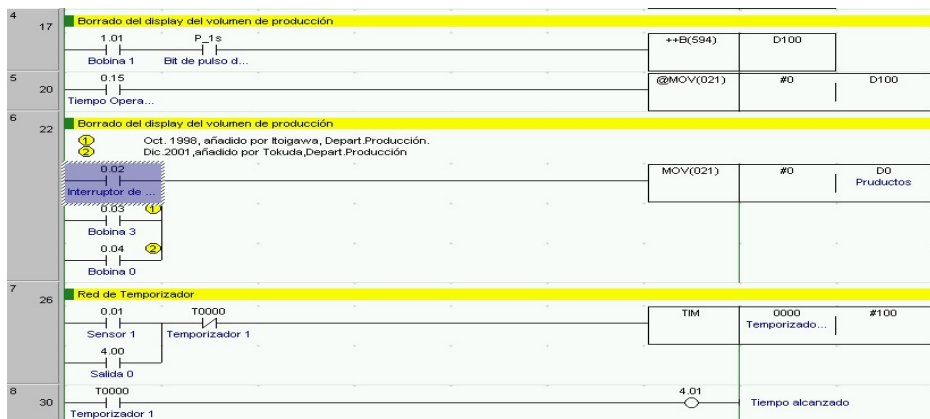 4 17 Borrado del display del volumen de producción
1.01 P_1s ++B(594) D100
Bobina 1 Bit de pulso d...
5 20 0.15 @MOV(021) #0 D100
Tiempo Opera...
6 22 Borrado del display del volumen de producción
1 Oct. 1998, añadido por Itoigawa, Depart.Producción.
2 Dic.2001,añadido por Tokuda,Depart.Producción
0.02 MOV(021) #0 D0
Interruptor de ... Pruductos
0.03 1
Bobina 3
0.04 2
Bobina 0
7 26 Red de Temporizador
0.01 T0000 TIM 0000 #100
Sensor 1 Temporizador 1 Temporizado...
4.00
Salida 0
8 30 T0000 4.01 Tiempo alcanzado
Temporizador 1